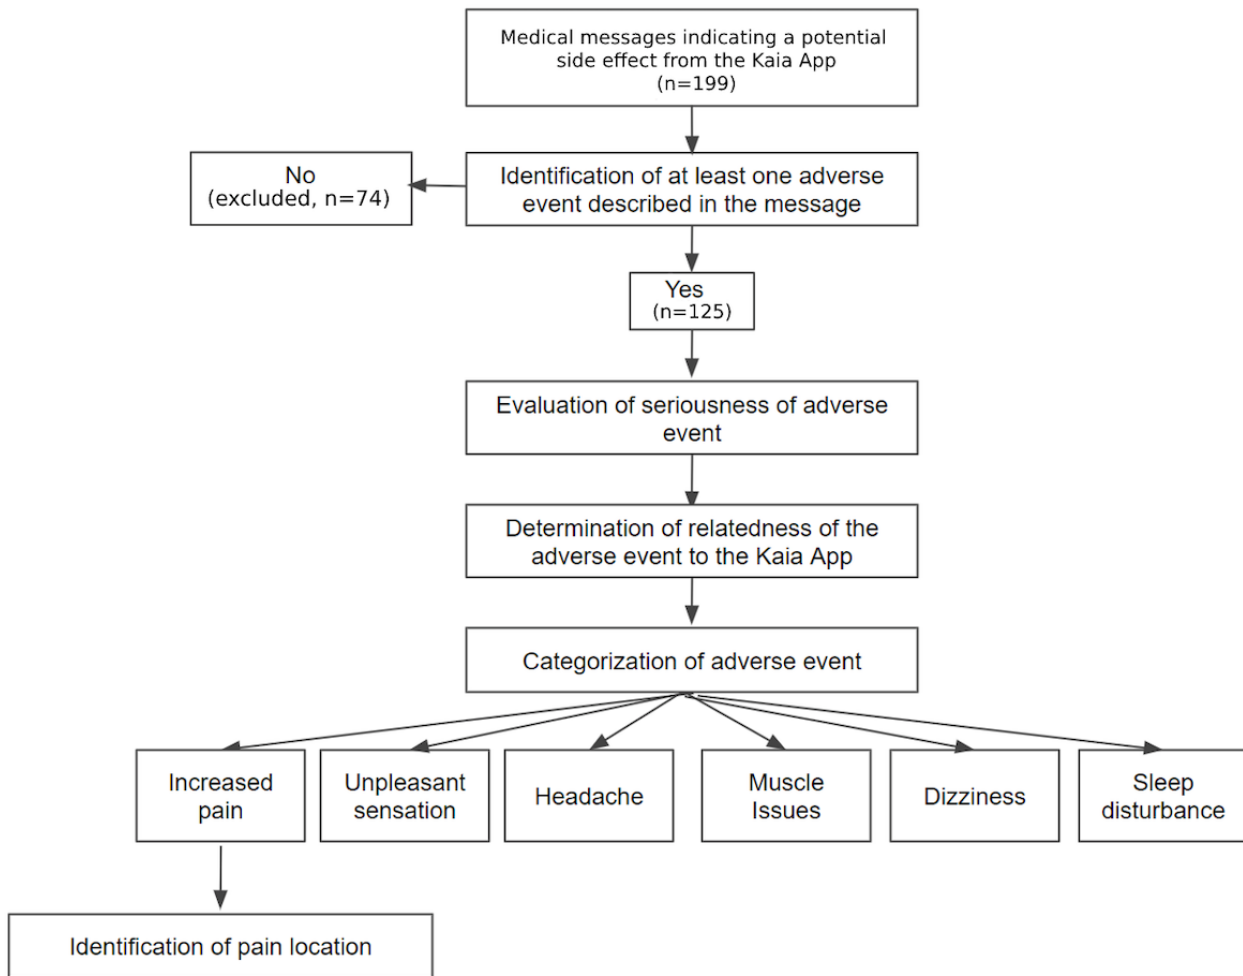 Medical messages indicating a potential
side effect from the Kaia App
(n=199)
No
(excluded, n=74)
Identification of at least one adverse
event described in the message
Yes
(n=125)
Evaluation of seriousness of adverse
event
Determination of relatedness of the
adverse event to the Kaia App
Categorization of adverse event
Increased
pain
Unpleasant
sensation
Headache
Muscle
Issues
Dizziness
Sleep
disturbance
Identification of pain location